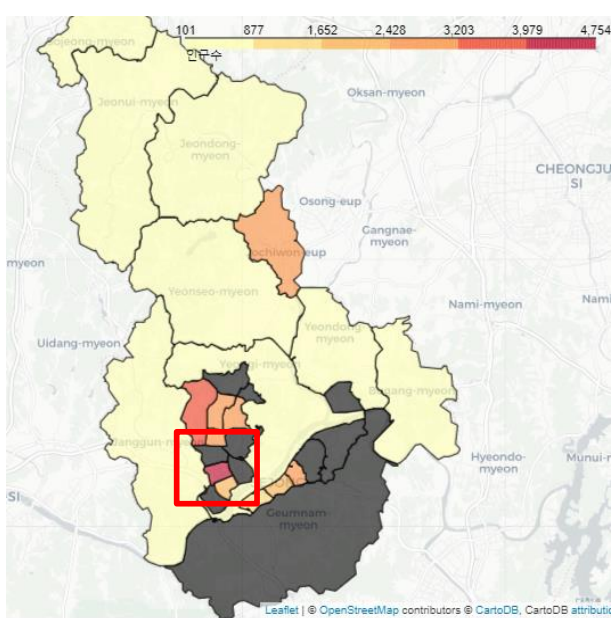 101 877 1,652 2,428 3,203 3,979 4,754
인구수
Sojeong-myeon
Oksan-myeon
Jeonui-myeon
Jeondong-
myeon
CHEONGJU
SI
Osong-eup
Gangnae-
myeon
Jochiwon-eup
myeon
Yeonseo-myeon
Nami-myeon
Nami
Yeondong-
myeon
Uidang-myeon
Yeongi-myeon
Bugang-myeon
Janggun-myeon
Hyeondo-
myeon
Munui-
SI
Geumnam-
myeon
Leaflet | © OpenStreetMap contributors © CartoDB, CartoDB attributio